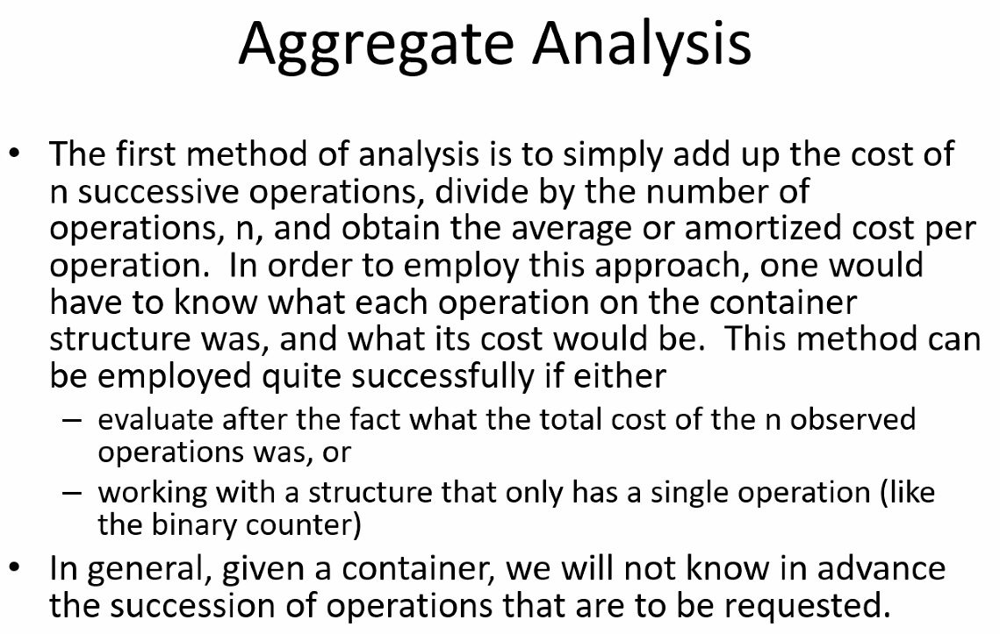 Aggregate Analysis
• The first method of analysis is to simply add up the cost of
n successive operations, divide by the number of
operations, n, and obtain the average or amortized cost per
operation.  In order to employ this approach, one would
have to know what each operation on the container
structure was, and what its cost would be.  This method can
be employed quite successfully if either
– evaluate after the fact what the total cost of the n observed
operations was, or
– working with a structure that only has a single operation (like
the binary counter)
• In general, given a container, we will not know in advance
the succession of operations that are to be requested.